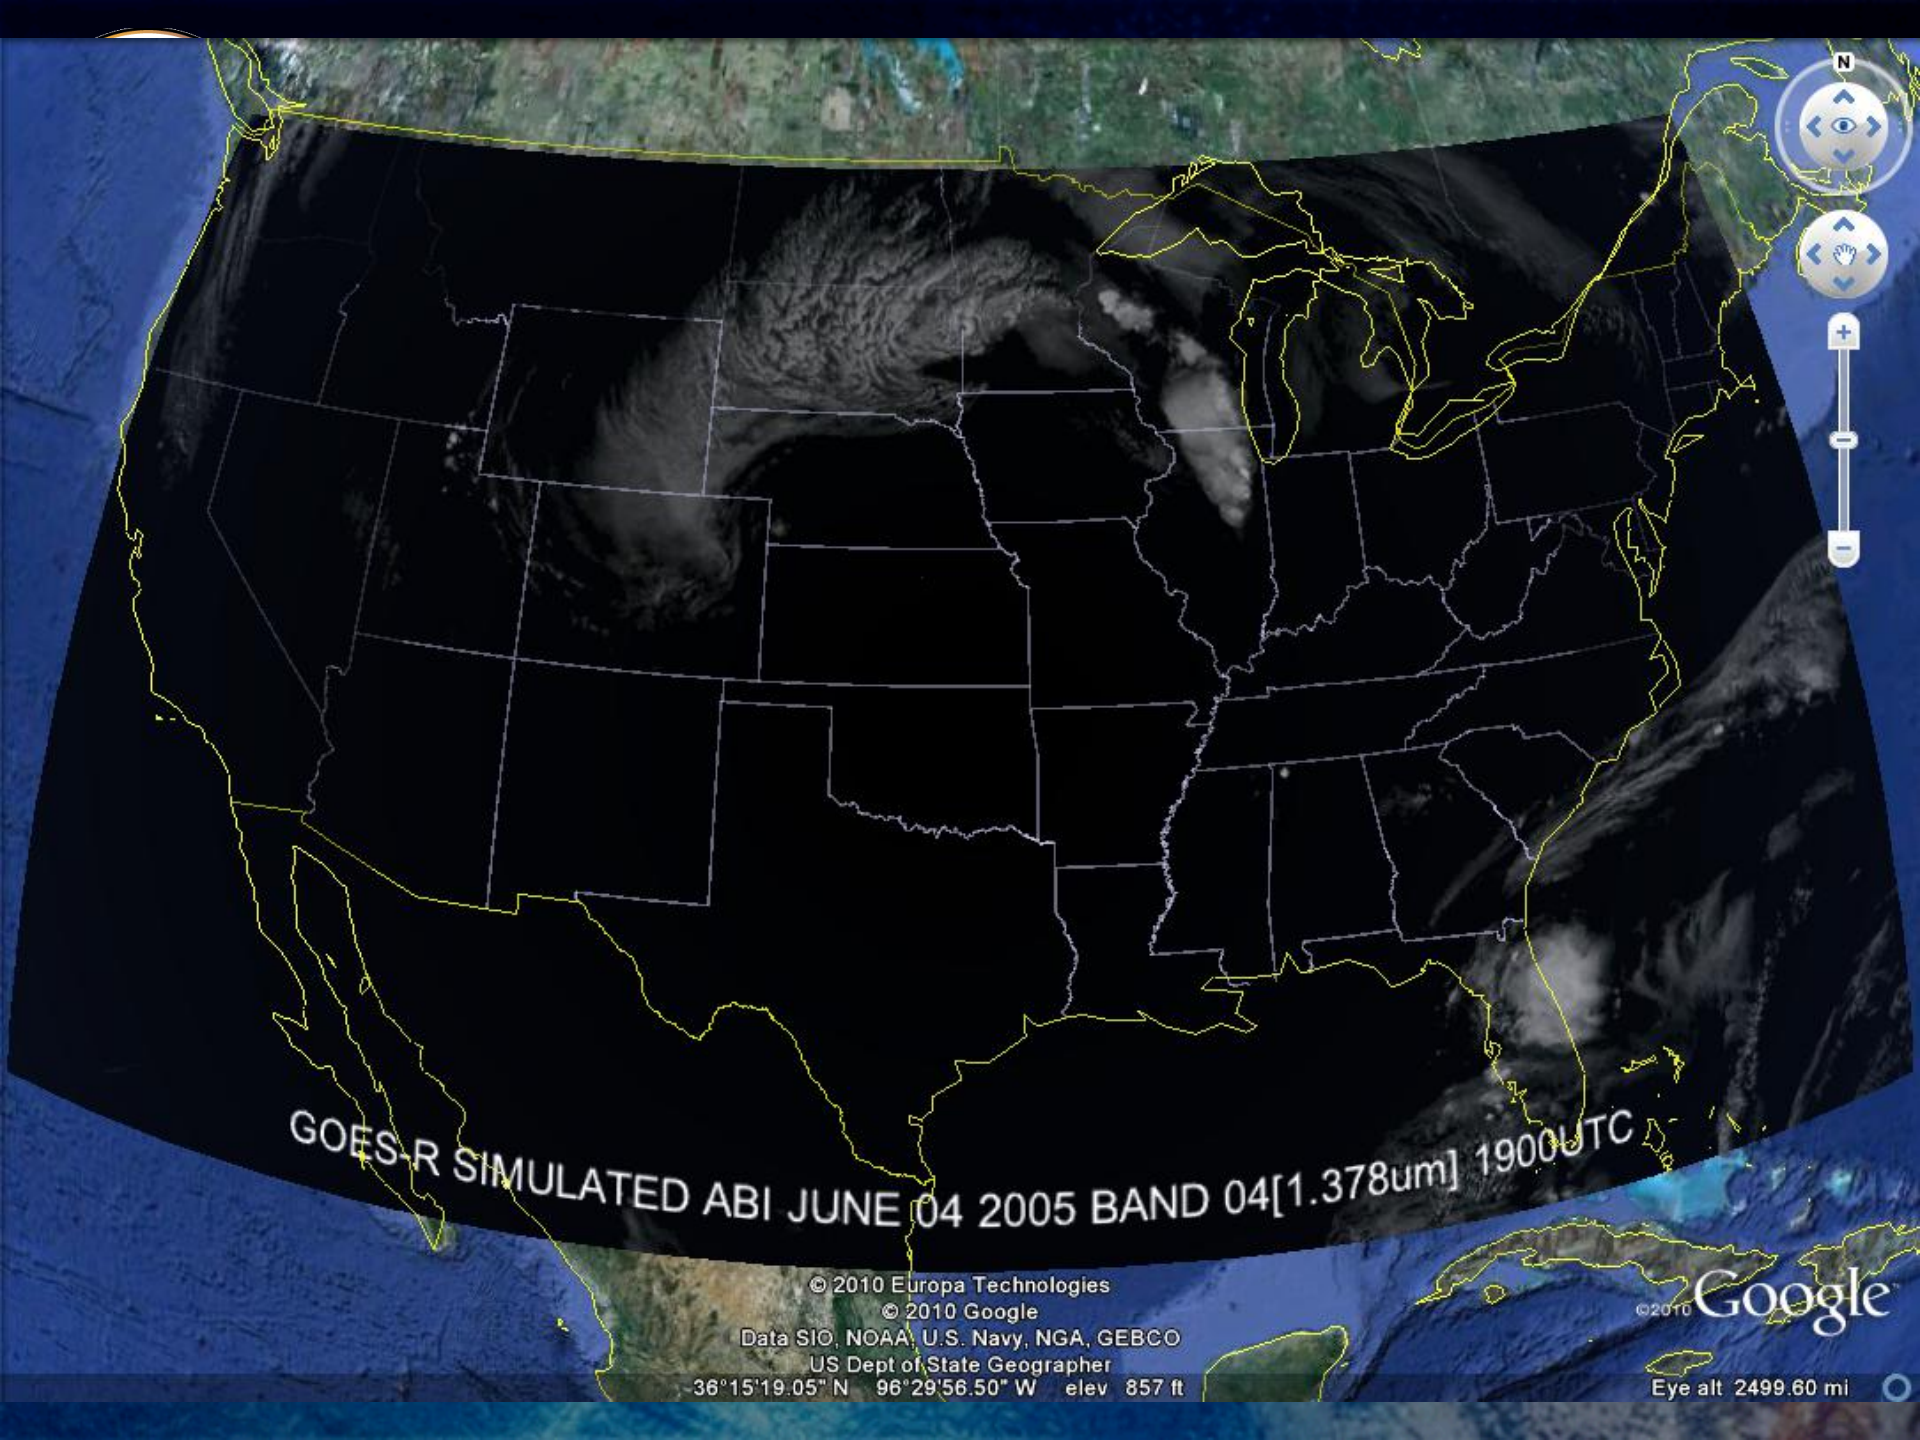 N
GOES-R SIMULATED ABI JUNE 04 2005 BAND 04[1.378um] 1900UTC
© 2010 Europa Technologies
© 2010 Google
Data SIO, NOAA, U.S. Navy, NGA, GEBCO
US Dept of State Geographer
©2010 Google™
36°15'19.05" N 96°29'56.50" W elev 857 ft
Eye alt 2499.60 mi